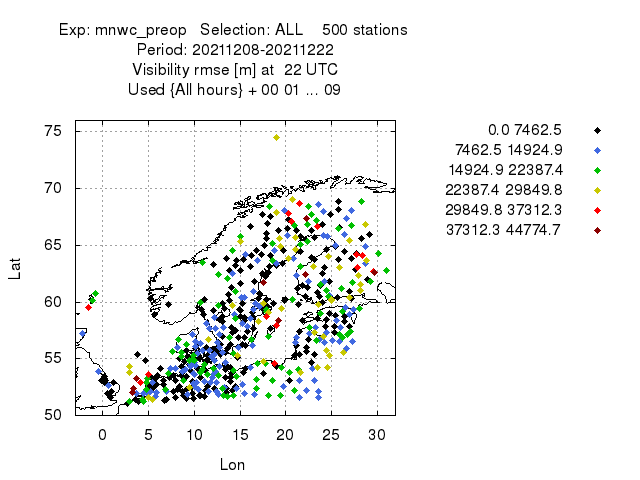 Exp: mnwc_preop Selection: ALL 500 stations
Period: 20211208-20211222
Visibility rmse [m] at 22 UTC
Used {All hours} + 00 01 ... 09
0.0 7462.5
7462.5 14924.9
14924.9 22387.4
22387.4 29849.8
29849.8 37312.3
37312.3 44774.7
75
70
65
60
55
50
Lat
0 5 10 15 20 25 30
Lon